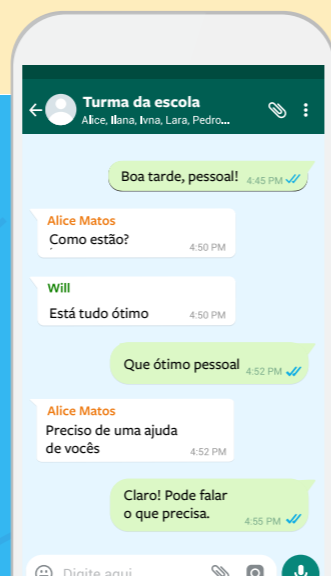 Turma da escola
Alice, Ilana, Ivna, Lara, Pedro...
Boa tarde, pessoal! 4:45 PM
Alice Matos
Como estão?
4:50 PM
Will
Está tudo ótimo 4:50 PM
Que ótimo pessoal 4:52 PM
Alice Matos
Preciso de uma ajuda
de vocês 4:52 PM
Claro! Pode falar
o que precisa. 4:55 PM
Digite aqui